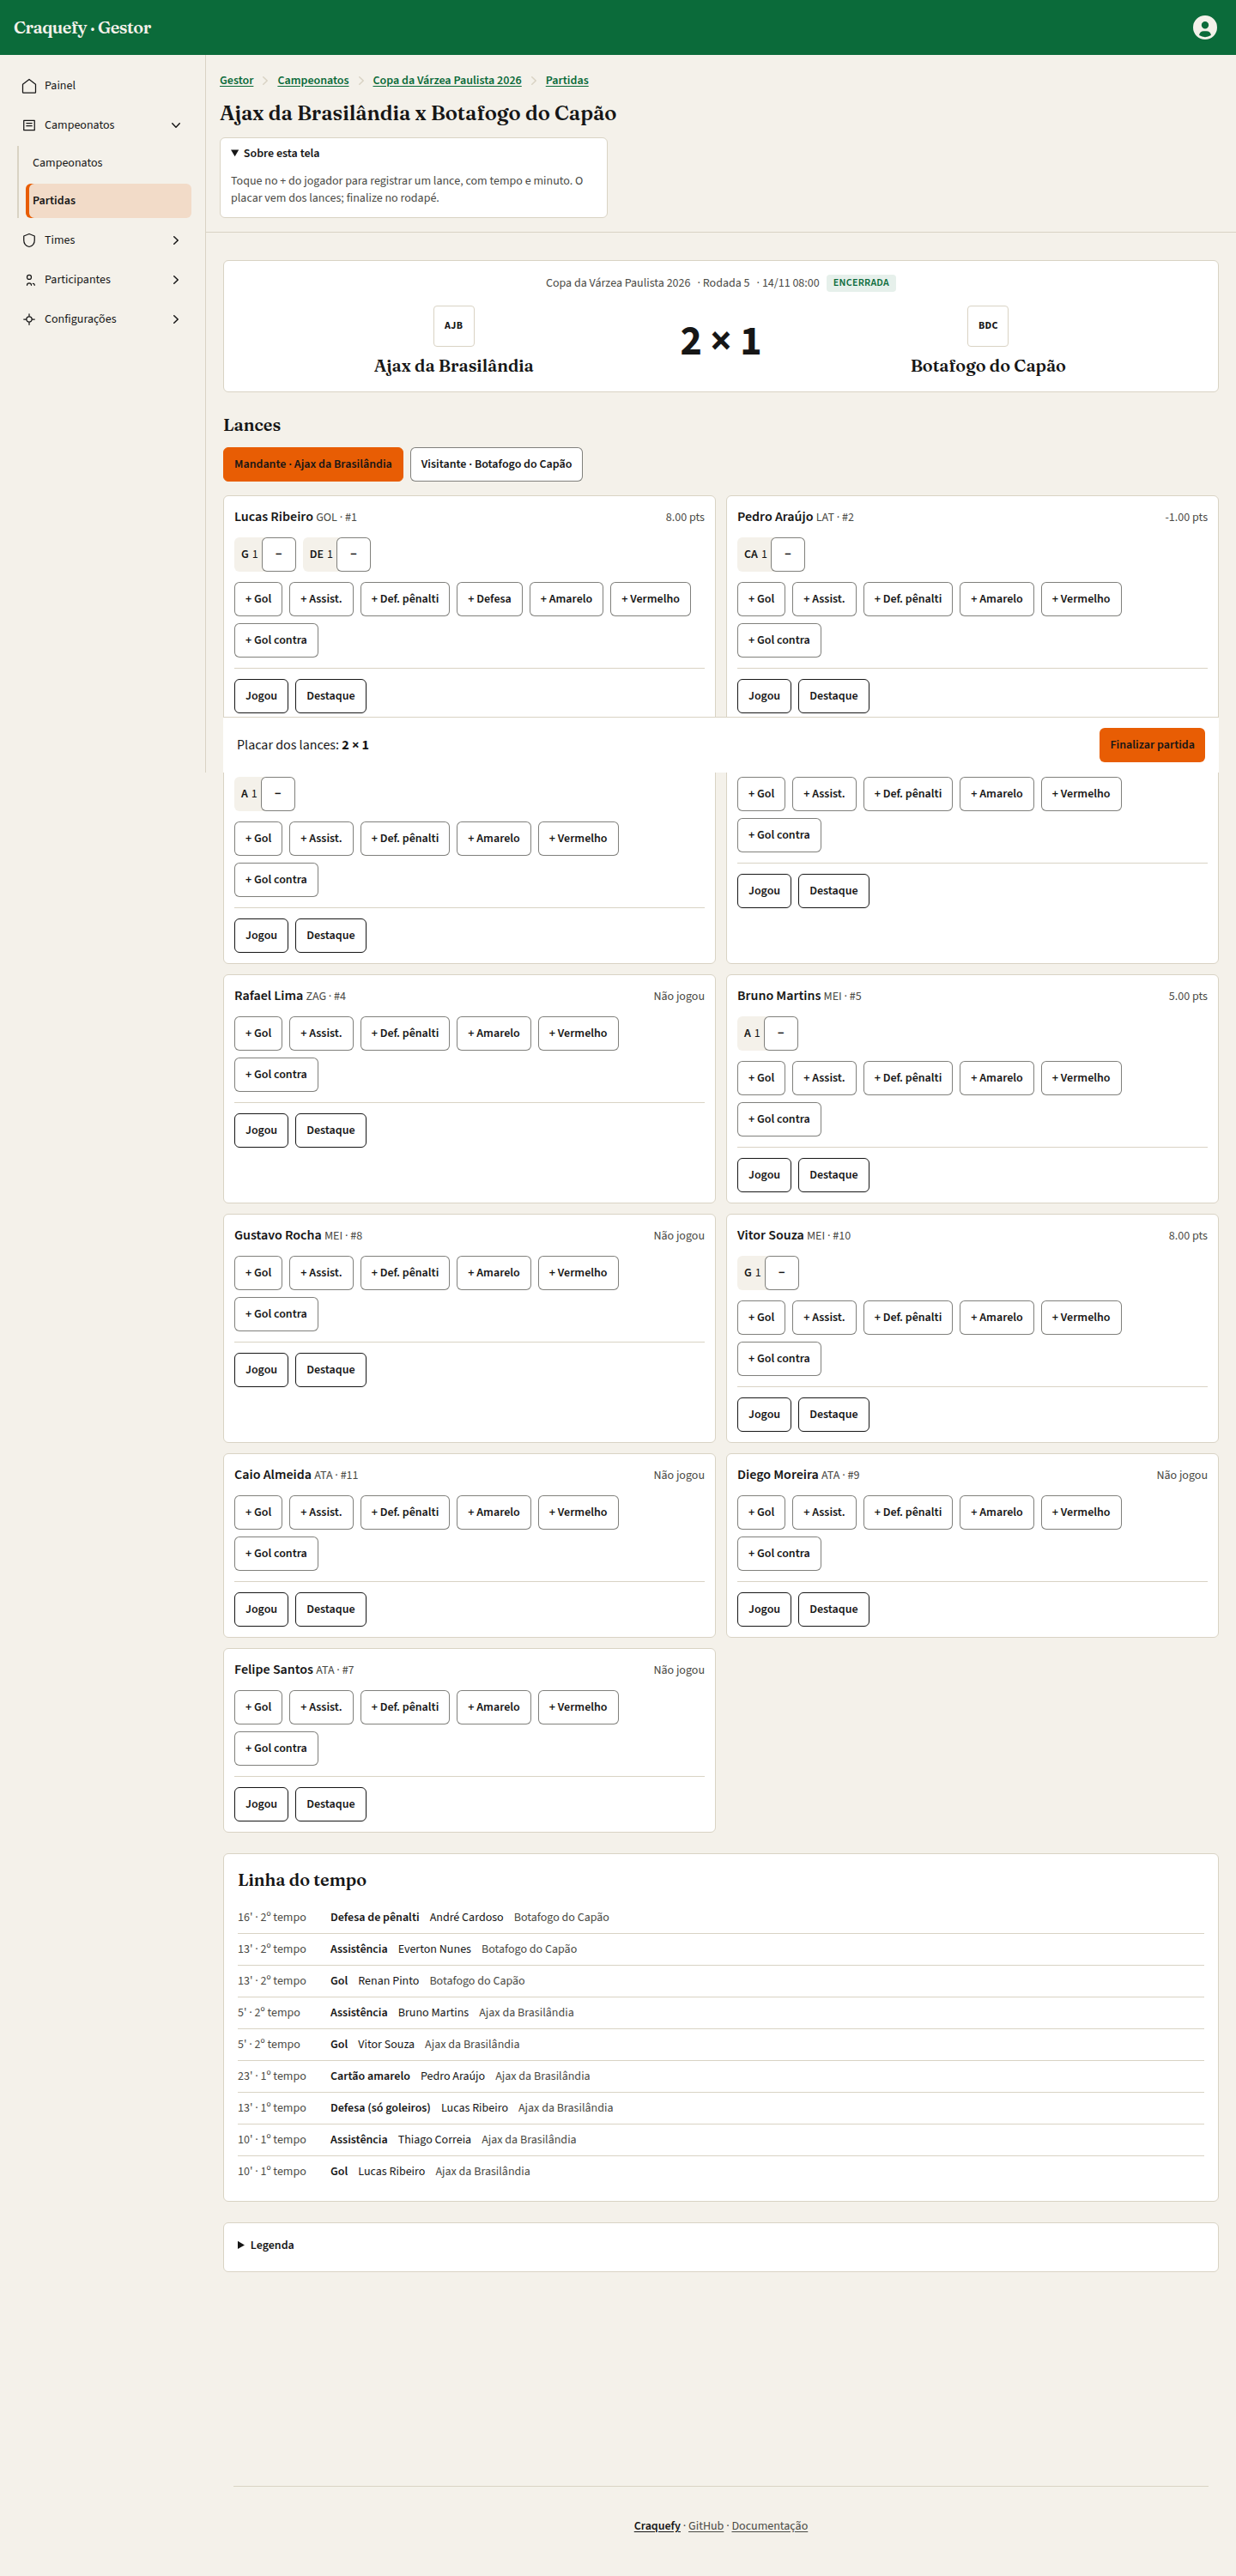 Craquefy · Gestor
Painel
Campeonatos
Campeonatos
Partidas
Times
Participantes
Configurações
Gestor
Campeonatos
Copa da Várzea Paulista 2026
Partidas
Ajax da Brasilândia x Botafogo do Capão
Sobre esta tela
Toque no + do jogador para registrar um lance, com tempo e minuto. O
placar vem dos lances; finalize no rodapé.
Copa da Várzea Paulista 2026 · Rodada 5 · 14/11 08:00 ENCERRADA
AJB
Ajax da Brasilândia
2 × 1
BDC
Botafogo do Capão
Lances
Mandante · Ajax da Brasilândia
Visitante · Botafogo do Capão
Lucas Ribeiro GOL · #1 8.00 pts
G 1 − DE 1 −
+ Gol + Assist. + Def. pênalti + Defesa + Amarelo + Vermelho
+ Gol contra
Jogou Destaque
Pedro Araújo LAT · #2 -1.00 pts
CA 1 −
+ Gol + Assist. + Def. pênalti + Amarelo + Vermelho
+ Gol contra
Jogou Destaque
Placar dos lances: 2 × 1 Finalizar partida
A 1 −
+ Gol + Assist. + Def. pênalti + Amarelo + Vermelho
+ Gol contra
Jogou Destaque
+ Gol + Assist. + Def. pênalti + Amarelo + Vermelho
+ Gol contra
Jogou Destaque
Rafael Lima ZAG · #4 Não jogou
+ Gol + Assist. + Def. pênalti + Amarelo + Vermelho
+ Gol contra
Jogou Destaque
Bruno Martins MEI · #5 5.00 pts
A 1 −
+ Gol + Assist. + Def. pênalti + Amarelo + Vermelho
+ Gol contra
Jogou Destaque
Gustavo Rocha MEI · #8 Não jogou
+ Gol + Assist. + Def. pênalti + Amarelo + Vermelho
+ Gol contra
Jogou Destaque
Vitor Souza MEI · #10 8.00 pts
G 1 −
+ Gol + Assist. + Def. pênalti + Amarelo + Vermelho
+ Gol contra
Jogou Destaque
Caio Almeida ATA · #11 Não jogou
+ Gol + Assist. + Def. pênalti + Amarelo + Vermelho
+ Gol contra
Jogou Destaque
Diego Moreira ATA · #9 Não jogou
+ Gol + Assist. + Def. pênalti + Amarelo + Vermelho
+ Gol contra
Jogou Destaque
Felipe Santos ATA · #7 Não jogou
+ Gol + Assist. + Def. pênalti + Amarelo + Vermelho
+ Gol contra
Jogou Destaque
Linha do tempo
16' · 2º tempo Defesa de pênalti André Cardoso Botafogo do Capão
13' · 2º tempo Assistência Everton Nunes Botafogo do Capão
13' · 2º tempo Gol Renan Pinto Botafogo do Capão
5' · 2º tempo Assistência Bruno Martins Ajax da Brasilândia
5' · 2º tempo Gol Vitor Souza Ajax da Brasilândia
23' · 1º tempo Cartão amarelo Pedro Araújo Ajax da Brasilândia
13' · 1º tempo Defesa (só goleiros) Lucas Ribeiro Ajax da Brasilândia
10' · 1º tempo Assistência Thiago Correia Ajax da Brasilândia
10' · 1º tempo Gol Lucas Ribeiro Ajax da Brasilândia
Legenda
Craquefy · GitHub · Documentação